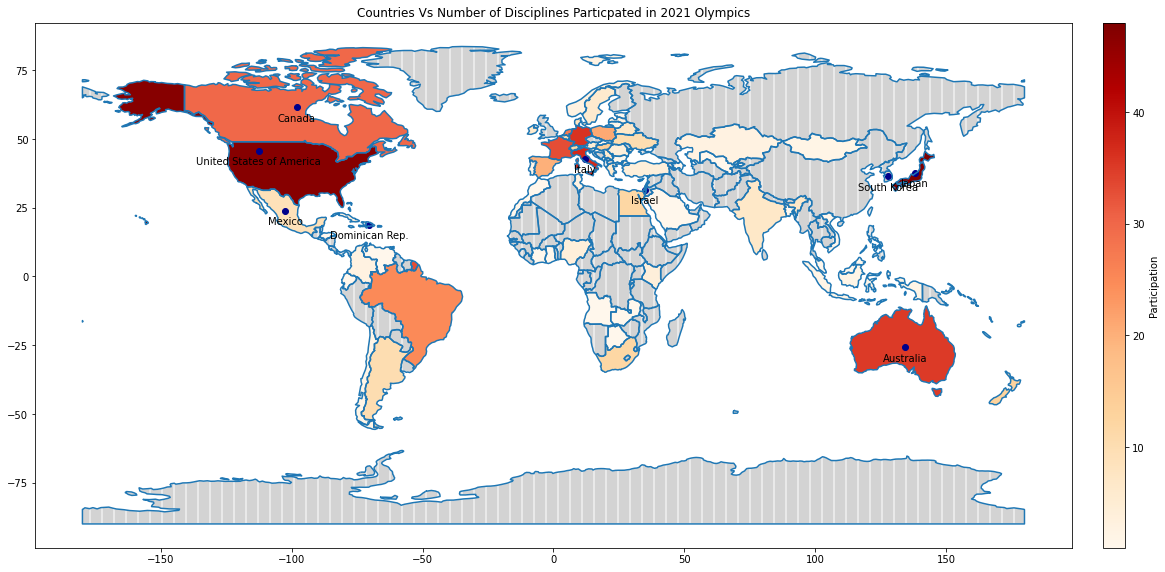 Countries Vs Number of Disciplines Particpated in 2021 Olympics
75
50
25
0
−25
−50
−75
−150
−100
−50
0
50
100
150
Canada
United States of America
Mexico
Dominican Rep.
Italy
Israel
South Korea
Japan
Australia
40
30
20
10
Participation